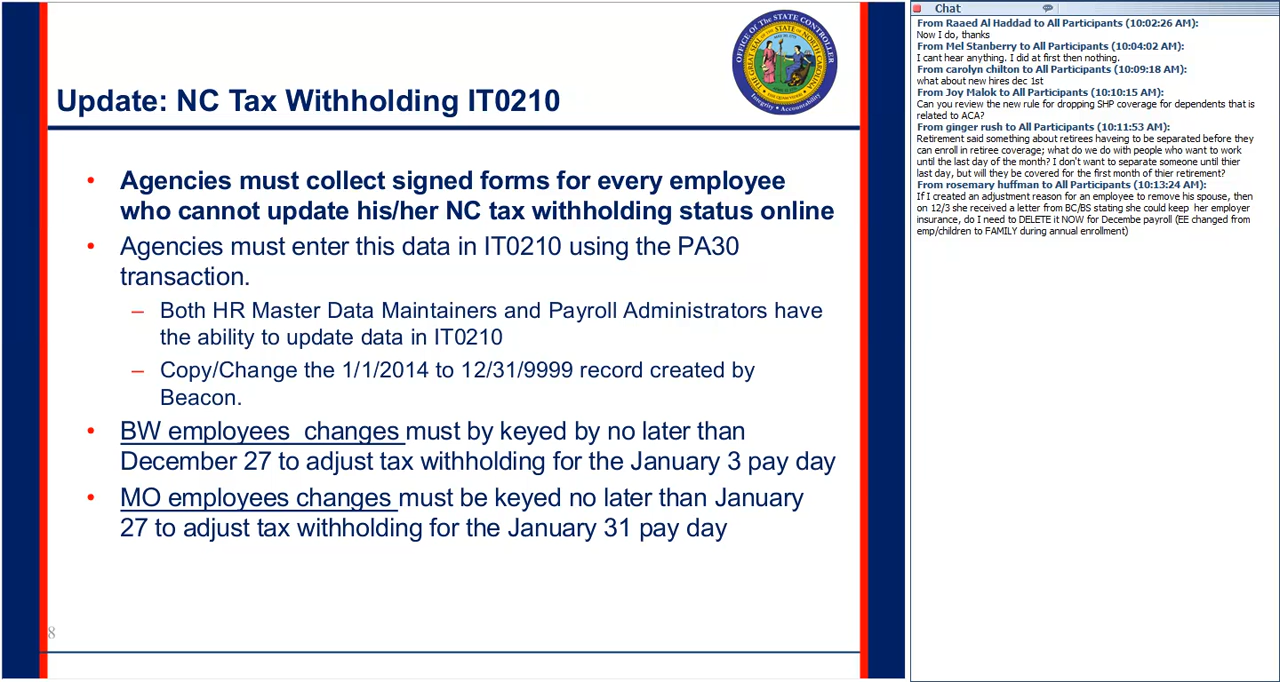 Update: NC Tax Withholding IT0210
OFFICE OF THE STATE CONTROLLER
THE GREAT SEAL OF THE STATE OF NORTH CAROLINA
Integrity • Accountability
• Agencies must collect signed forms for every employee
who cannot update his/her NC tax withholding status online
• Agencies must enter this data in IT0210 using the PA30
transaction.
– Both HR Master Data Maintainers and Payroll Administrators have
the ability to update data in IT0210
– Copy/Change the 1/1/2014 to 12/31/9999 record created by
Beacon.
• BW employees changes must by keyed by no later than
December 27 to adjust tax withholding for the January 3 pay day
• MO employees changes must be keyed no later than January
27 to adjust tax withholding for the January 31 pay day
8
Chat
From Raaed Al Haddad to All Participants (10:02:26 AM):
Now I do, thanks
From Mel Stanberry to All Participants (10:04:02 AM):
I cant hear anything. I did at first then nothing.
From carolyn chilton to All Participants (10:09:18 AM):
what about new hires dec 1st
From Joy Malok to All Participants (10:10:15 AM):
Can you review the new rule for dropping SHP coverage for dependents that is
related to ACA?
From ginger rush to All Participants (10:11:53 AM):
Retirement said something about retirees haveing to be separated before they
can enroll in retiree coverage; what do we do with people who want to work
until the last day of the month? I don't want to separate someone until thier
last day, but will they be covered for the first month of thier retirement?
From rosemary huffman to All Participants (10:13:24 AM):
If I created an adjustment reason for an employee to remove his spouse, then
on 12/3 she received a letter from BC/BS stating she could keep her employer
insurance, do I need to DELETE it NOW for Decembe payroll (EE changed from
emp/children to FAMILY during annual enrollment)